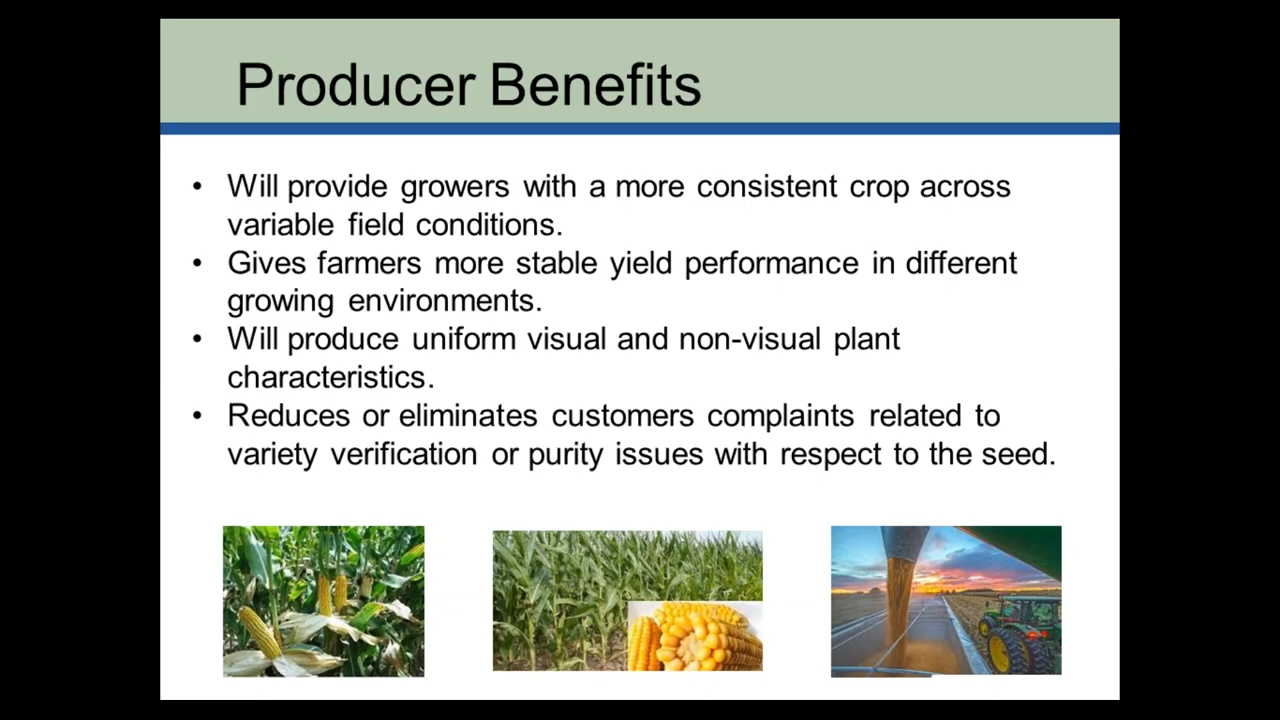 Producer Benefits
• Will provide growers with a more consistent crop across
variable field conditions.
• Gives farmers more stable yield performance in different
growing environments.
• Will produce uniform visual and non-visual plant
characteristics.
• Reduces or eliminates customers complaints related to
variety verification or purity issues with respect to the seed.